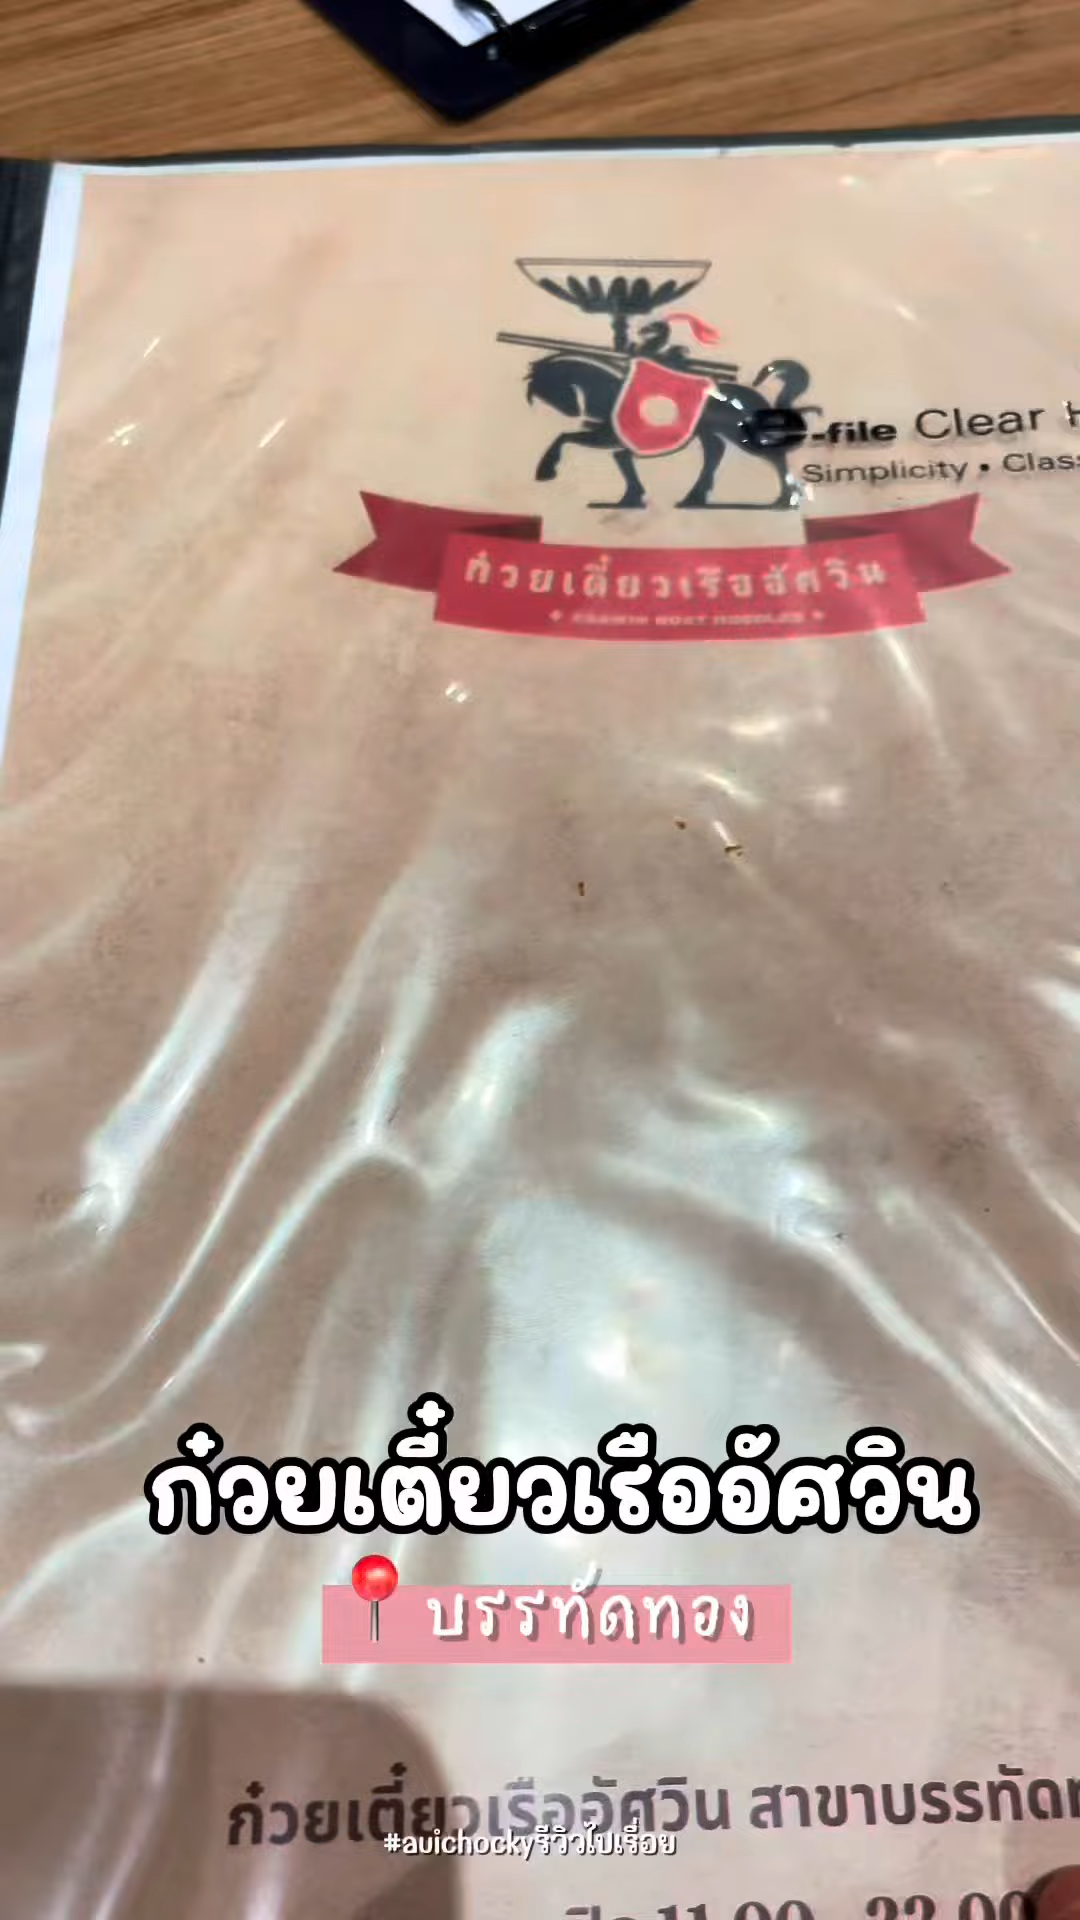 e-file Clear
Simplicity • Clas
ก๋วยเตี๋ยวเรืออัศวิน
ก๋วยเตี๋ยวเรืออัศวิน
📍 บรรทัดทอง
ก๋วยเตี๋ยวเรืออัศวิน สาขาบรรทัด
#auichockyรีวิวไปเรื่อย
11.00 - 22.00